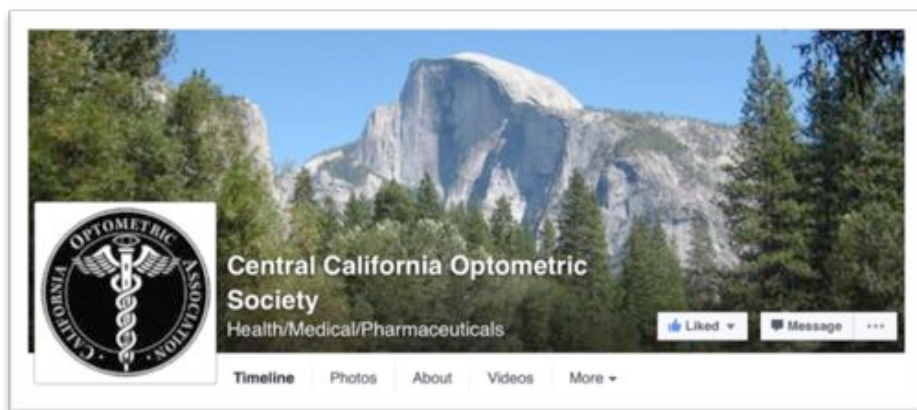 CALIFORNIA OPTOMETRIC ASSOCIATION
Central California Optometric
Society
Health/Medical/Pharmaceuticals
Liked
Message
Timeline Photos About Videos More